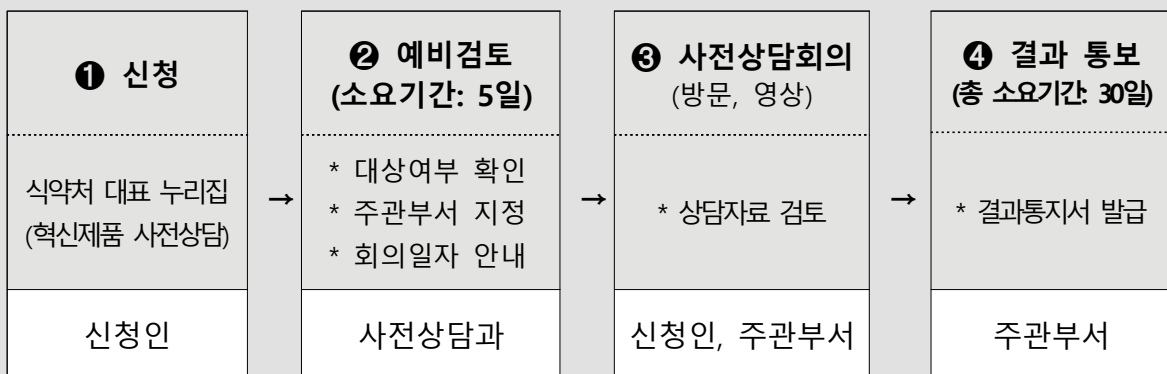 ❶ 신청
식약처 대표 누리집
(혁신제품 사전상담)
신청인
→
❷ 예비검토
(소요기간: 5일)
* 대상여부 확인
* 주관부서 지정
* 회의일자 안내
사전상담과
→
❸ 사전상담회의
(방문, 영상)
* 상담자료 검토
신청인, 주관부서
→
❹ 결과 통보
(총 소요기간: 30일)
* 결과통지서 발급
주관부서